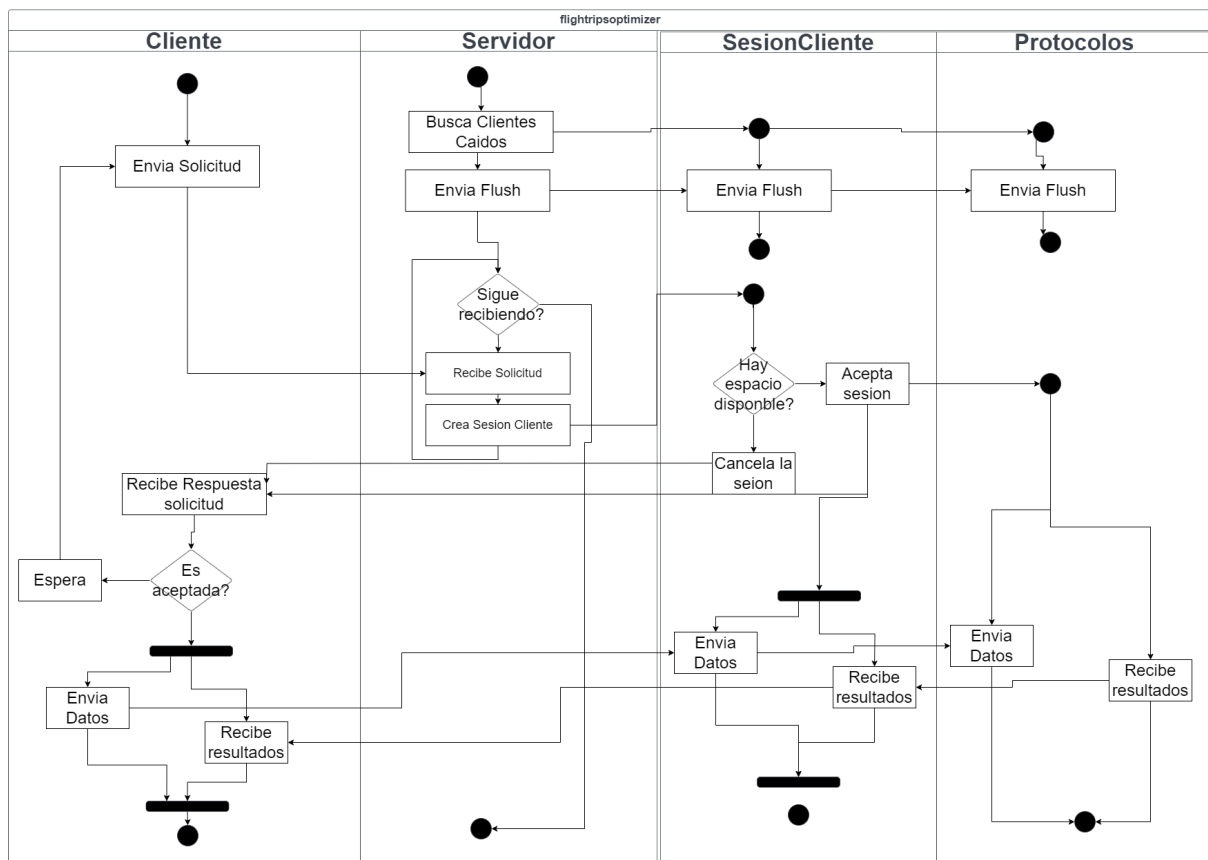 flightripsoptimizer
Cliente
Servidor
SesionCliente
Protocolos
Busca Clientes
Caidos
Envia Solicitud
Envia Flush
Envia Flush
Envia Flush
Sigue
recibiendo?
Recibe Solicitud
Hay
espacio
disponble?
Acepta
sesion
Crea Sesion Cliente
Cancela la
seion
Recibe Respuesta
solicitud
Espera
Es
aceptada?
Envia
Datos
Envia
Datos
Recibe
resultados
Recibe
resultados
Envia
Datos
Recibe
resultados